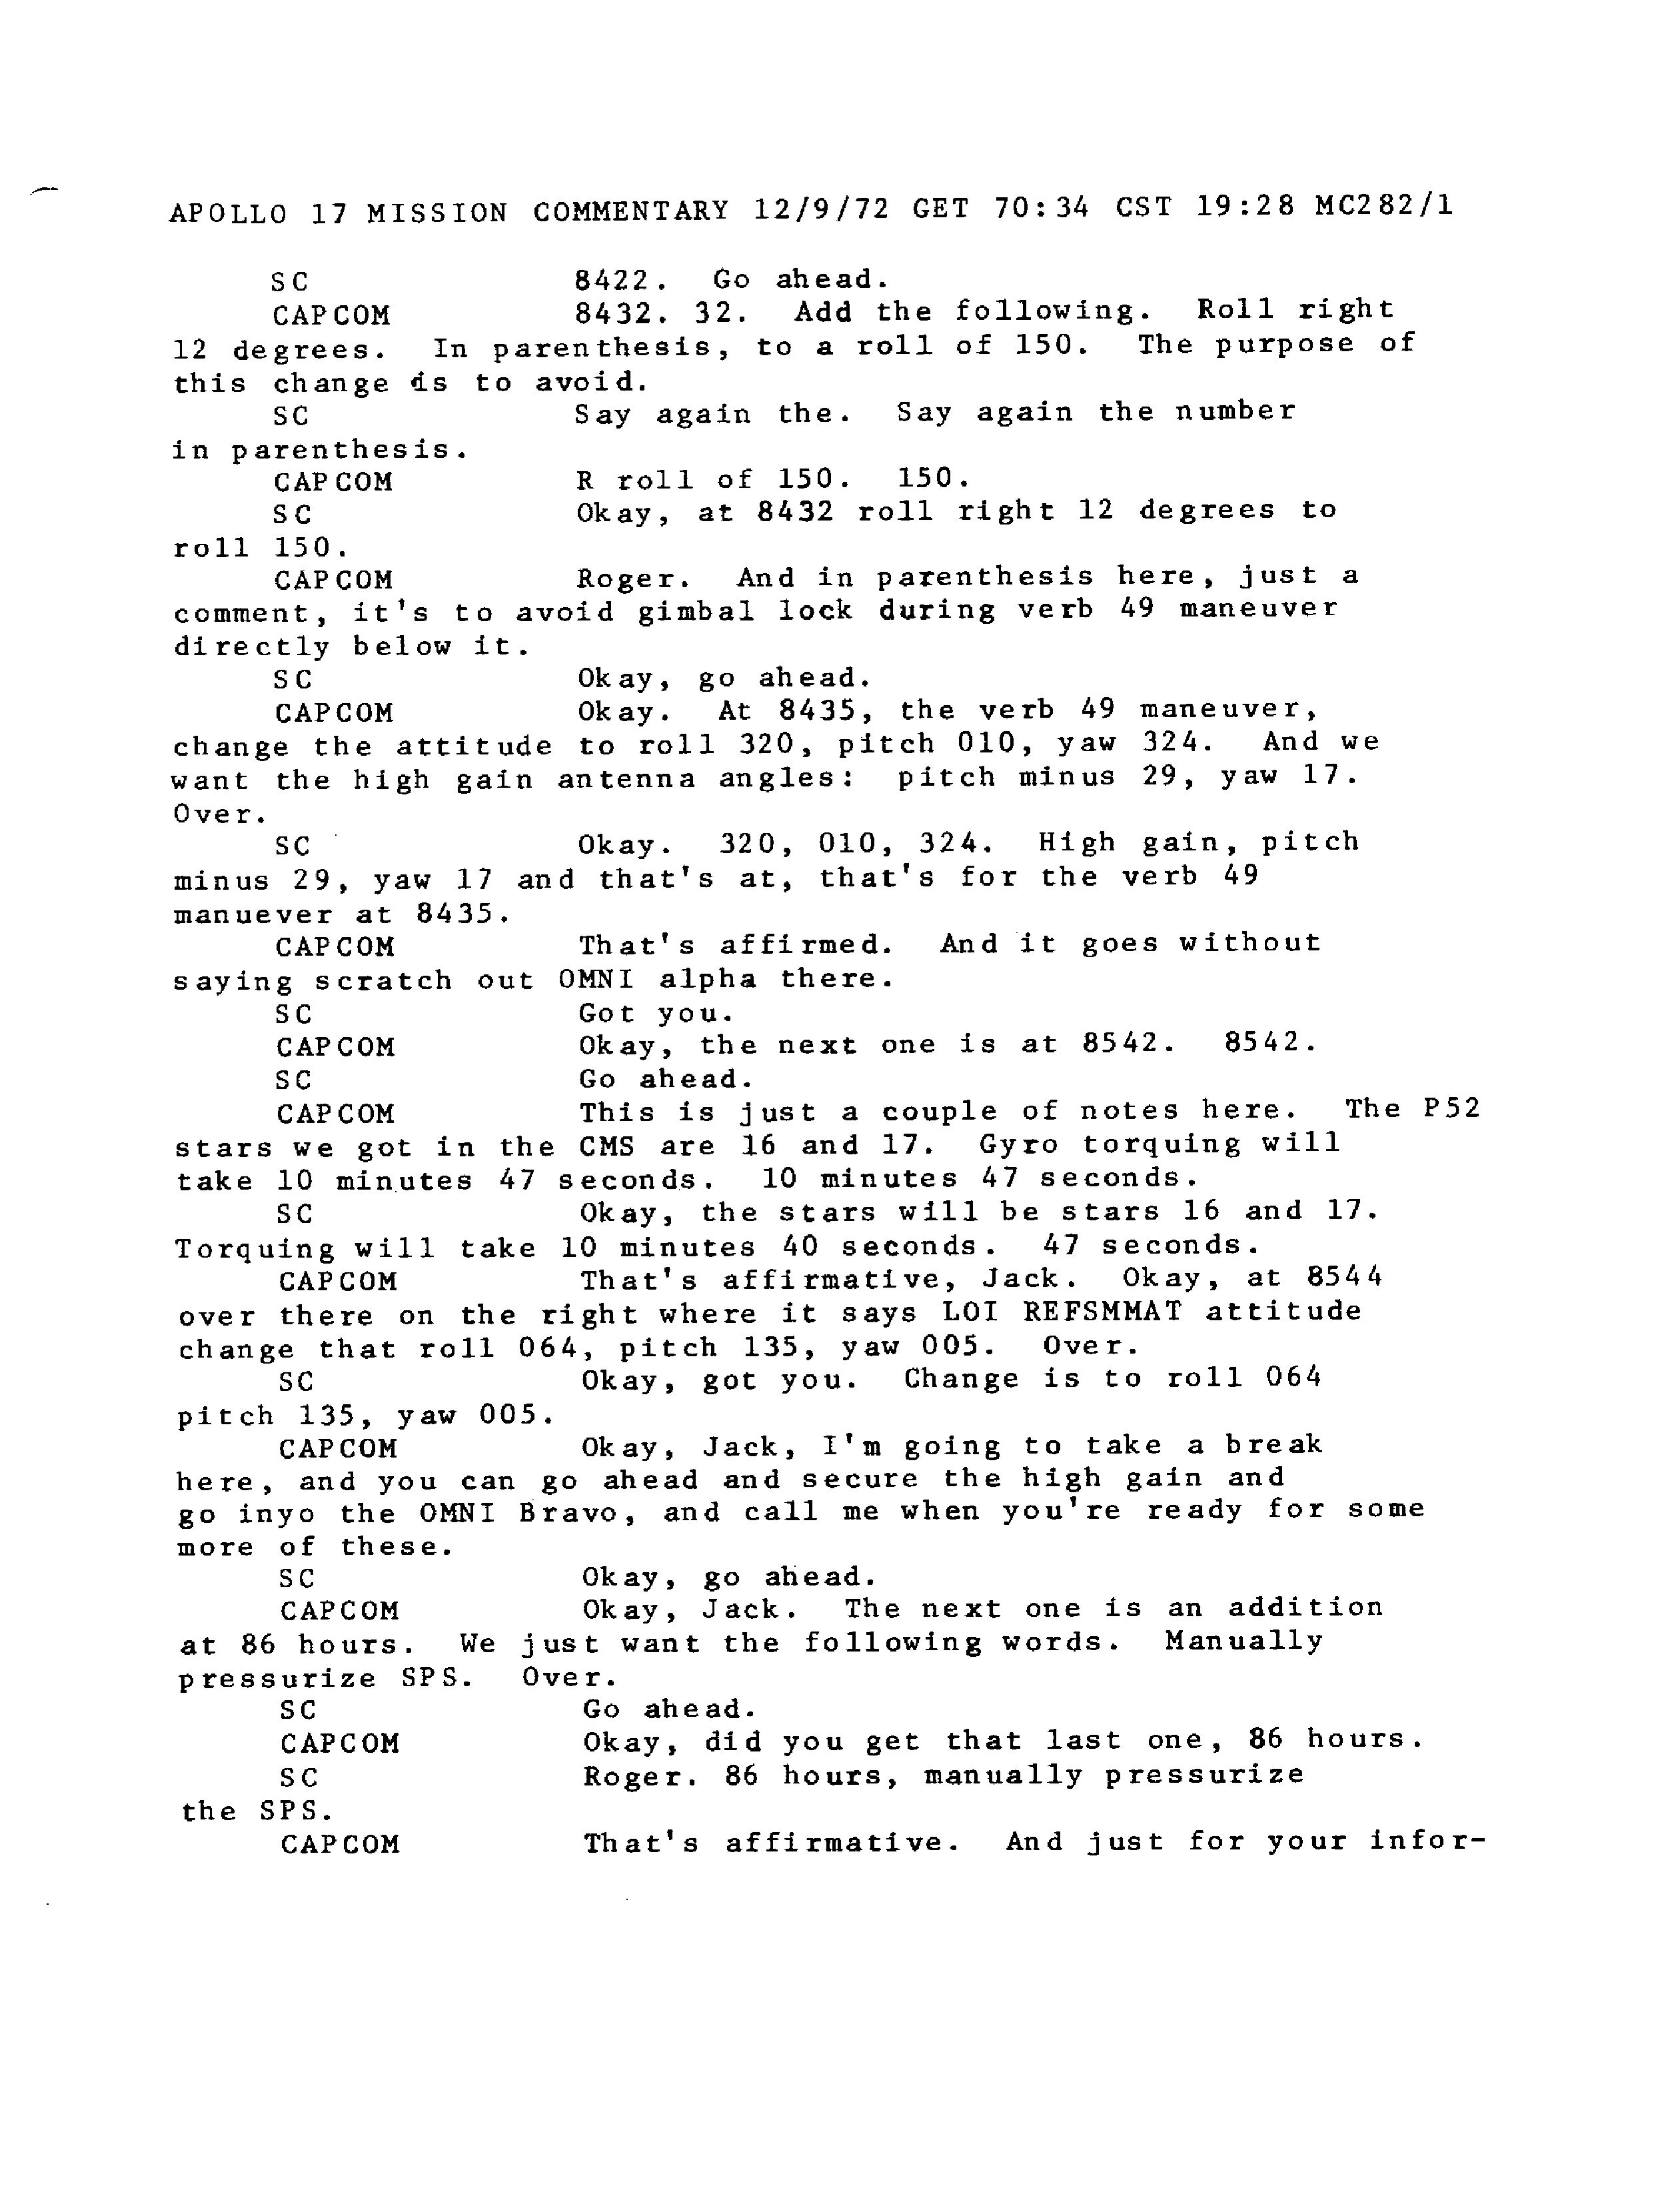 APOLLO 17 MISSION COMMENTARY 12/9/72 GET 70:34 CST 19:28 MC282/1
SC 8422. Go ahead.
CAPCOM 8432. 32. Add the following. Roll right
12 degrees. In parenthesis, to a roll of 150. The purpose of
this change is to avoid.
SC Say again the. Say again the number
in parenthesis.
CAPCOM R roll of 150. 150.
SC Okay, at 8432 roll right 12 degrees to
roll 150.
CAPCOM Roger. And in parenthesis here, just a
comment, it's to avoid gimbal lock during verb 49 maneuver
directly below it.
SC Okay, go ahead.
CAPCOM Okay. At 8435, the verb 49 maneuver,
change the attitude to roll 320, pitch 010, yaw 324. And we
want the high gain antenna angles: pitch minus 29, yaw 17.
Over.
SC Okay. 320, 010, 324. High gain, pitch
minus 29, yaw 17 and that's at, that's for the verb 49
manuever at 8435.
CAPCOM That's affirmed. And it goes without
saying scratch out OMNI alpha there.
SC Got you.
CAPCOM Okay, the next one is at 8542. 8542.
SC Go ahead.
CAPCOM This is just a couple of notes here. The P52
stars we got in the CMS are 16 and 17. Gyro torquing will
take 10 minutes 47 seconds. 10 minutes 47 seconds.
SC Okay, the stars will be stars 16 and 17.
Torquing will take 10 minutes 40 seconds. 47 seconds.
CAPCOM That's affirmative, Jack. Okay, at 8544
over there on the right where it says LOI REFSMMAT attitude
change that roll 064, pitch 135, yaw 005. Over.
SC Okay, got you. Change is to roll 064
pitch 135, yaw 005.
CAPCOM Okay, Jack, I'm going to take a break
here, and you can go ahead and secure the high gain and
go inyo the OMNI Bravo, and call me when you're ready for some
more of these.
SC Okay, go ahead.
CAPCOM Okay, Jack. The next one is an addition
at 86 hours. We just want the following words. Manually
pressurize SPS. Over.
SC Go ahead.
CAPCOM Okay, did you get that last one, 86 hours.
SC Roger. 86 hours, manually pressurize
the SPS.
CAPCOM That's affirmative. And just for your infor-